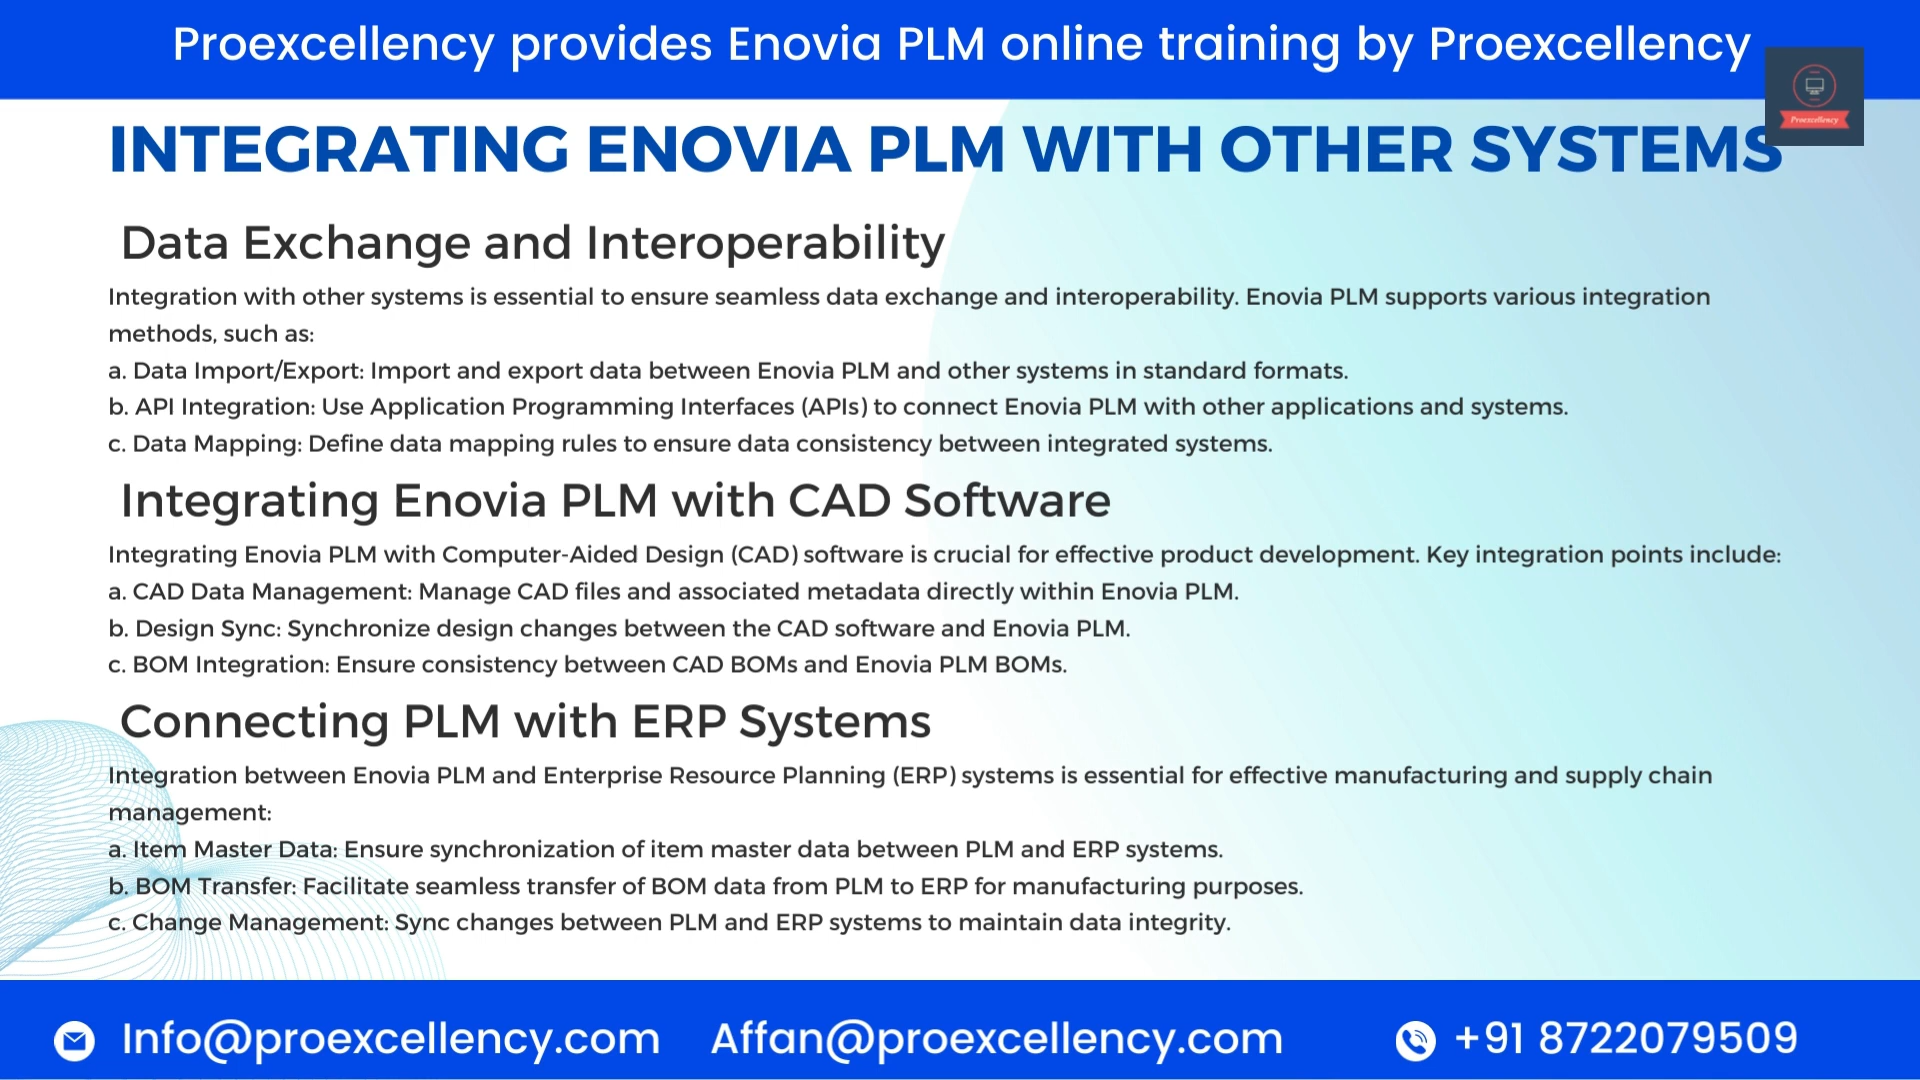 Proexcellency provides Enovia PLM online training by Proexcellency
Proexcellency
INTEGRATING ENOVIA PLM WITH OTHER SYSTEMS
Data Exchange and Interoperability
Integration with other systems is essential to ensure seamless data exchange and interoperability. Enovia PLM supports various integration
methods, such as:
a. Data Import/Export: Import and export data between Enovia PLM and other systems in standard formats.
b. API Integration: Use Application Programming Interfaces (APIs) to connect Enovia PLM with other applications and systems.
c. Data Mapping: Define data mapping rules to ensure data consistency between integrated systems.
Integrating Enovia PLM with CAD Software
Integrating Enovia PLM with Computer-Aided Design (CAD) software is crucial for effective product development. Key integration points include:
a. CAD Data Management: Manage CAD files and associated metadata directly within Enovia PLM.
b. Design Sync: Synchronize design changes between the CAD software and Enovia PLM.
c. BOM Integration: Ensure consistency between CAD BOMs and Enovia PLM BOMs.
Connecting PLM with ERP Systems
Integration between Enovia PLM and Enterprise Resource Planning (ERP) systems is essential for effective manufacturing and supply chain
management:
a. Item Master Data: Ensure synchronization of item master data between PLM and ERP systems.
b. BOM Transfer: Facilitate seamless transfer of BOM data from PLM to ERP for manufacturing purposes.
c. Change Management: Sync changes between PLM and ERP systems to maintain data integrity.
Info@proexcellency.com Affan@proexcellency.com +91 8722079509